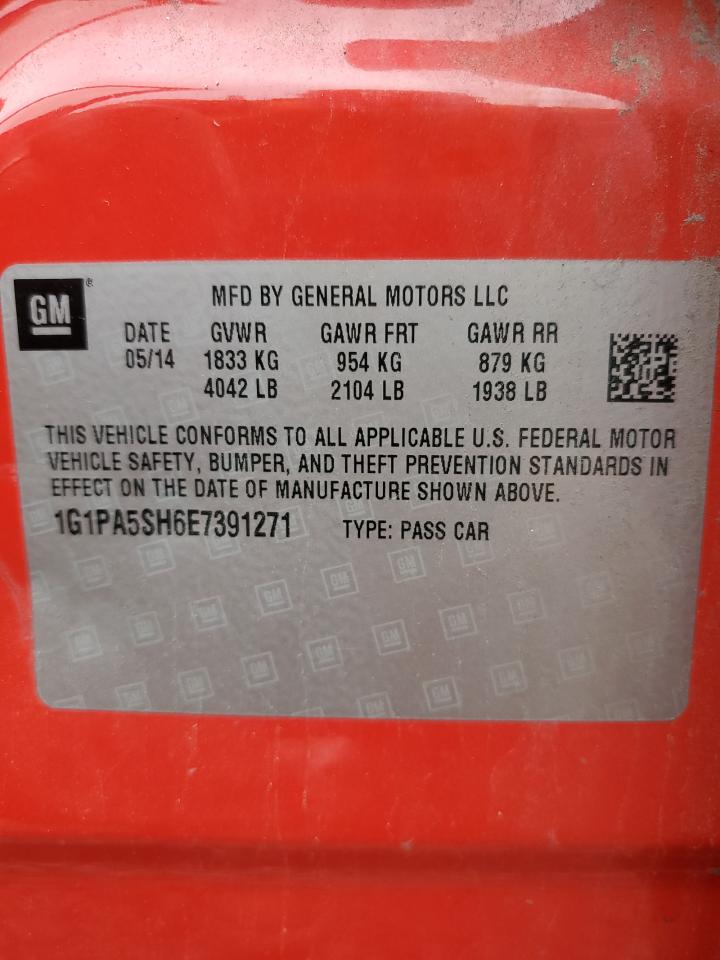 GM ®
MFD BY GENERAL MOTORS LLC
DATE GVWR GAWR FRT GAWR RR
05/14 1833 KG 954 KG 879 KG
4042 LB 2104 LB 1938 LB
THIS VEHICLE CONFORMS TO ALL APPLICABLE U.S. FEDERAL MOTOR
VEHICLE SAFETY, BUMPER, AND THEFT PREVENTION STANDARDS IN
EFFECT ON THE DATE OF MANUFACTURE SHOWN ABOVE.
1G1PA5SH6E7391271 TYPE: PASS CAR